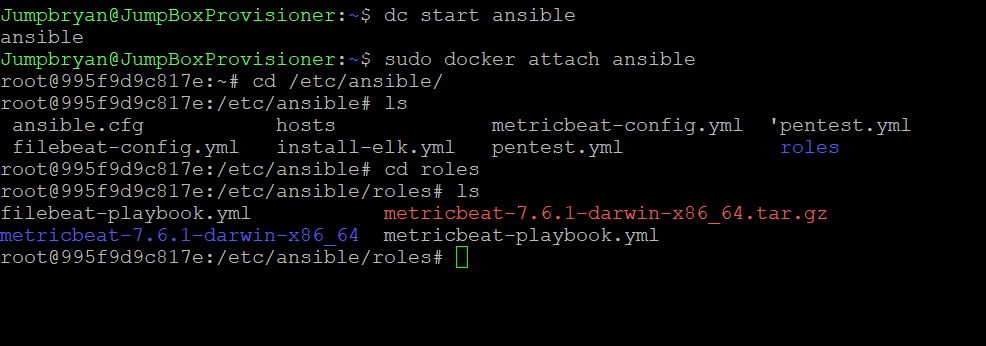 Jumpbryan@JumpBoxProvisioner:~$ dc start ansible
ansible
Jumpbryan@JumpBoxProvisioner:~$ sudo docker attach ansible
root@995f9d9c817e:~# cd /etc/ansible/
root@995f9d9c817e:/etc/ansible# ls
 ansible.cfg           hosts             metricbeat-config.yml  'pentest.yml
 filebeat-config.yml   install-elk.yml   pentest.yml             roles
root@995f9d9c817e:/etc/ansible# cd roles
root@995f9d9c817e:/etc/ansible/roles# ls
filebeat-playbook.yml           metricbeat-7.6.1-darwin-x86_64.tar.gz
metricbeat-7.6.1-darwin-x86_64  metricbeat-playbook.yml
root@995f9d9c817e:/etc/ansible/roles#